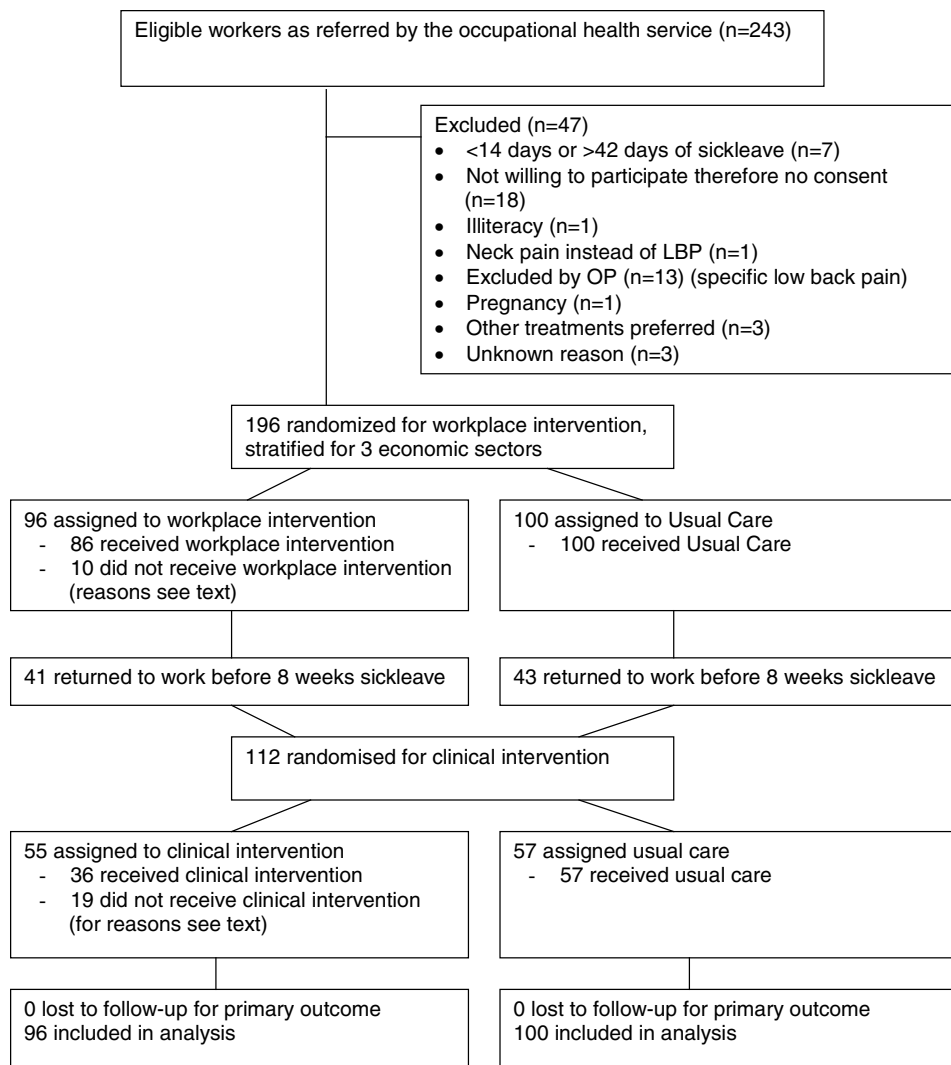 Eligible workers as referred by the occupational health service (n=243)
Excluded (n=47)
• <14 days or >42 days of sickleave (n=7)
• Not willing to participate therefore no consent
(n=18)
• Illiteracy (n=1)
• Neck pain instead of LBP (n=1)
• Excluded by OP (n=13) (specific low back pain)
• Pregnancy (n=1)
• Other treatments preferred (n=3)
• Unknown reason (n=3)
196 randomized for workplace intervention,
stratified for 3 economic sectors
96 assigned to workplace intervention
- 86 received workplace intervention
- 10 did not receive workplace intervention
(reasons see text)
100 assigned to Usual Care
- 100 received Usual Care
41 returned to work before 8 weeks sickleave
43 returned to work before 8 weeks sickleave
112 randomised for clinical intervention
55 assigned to clinical intervention
- 36 received clinical intervention
- 19 did not receive clinical intervention
(for reasons see text)
57 assigned usual care
- 57 received usual care
0 lost to follow-up for primary outcome
96 included in analysis
0 lost to follow-up for primary outcome
100 included in analysis